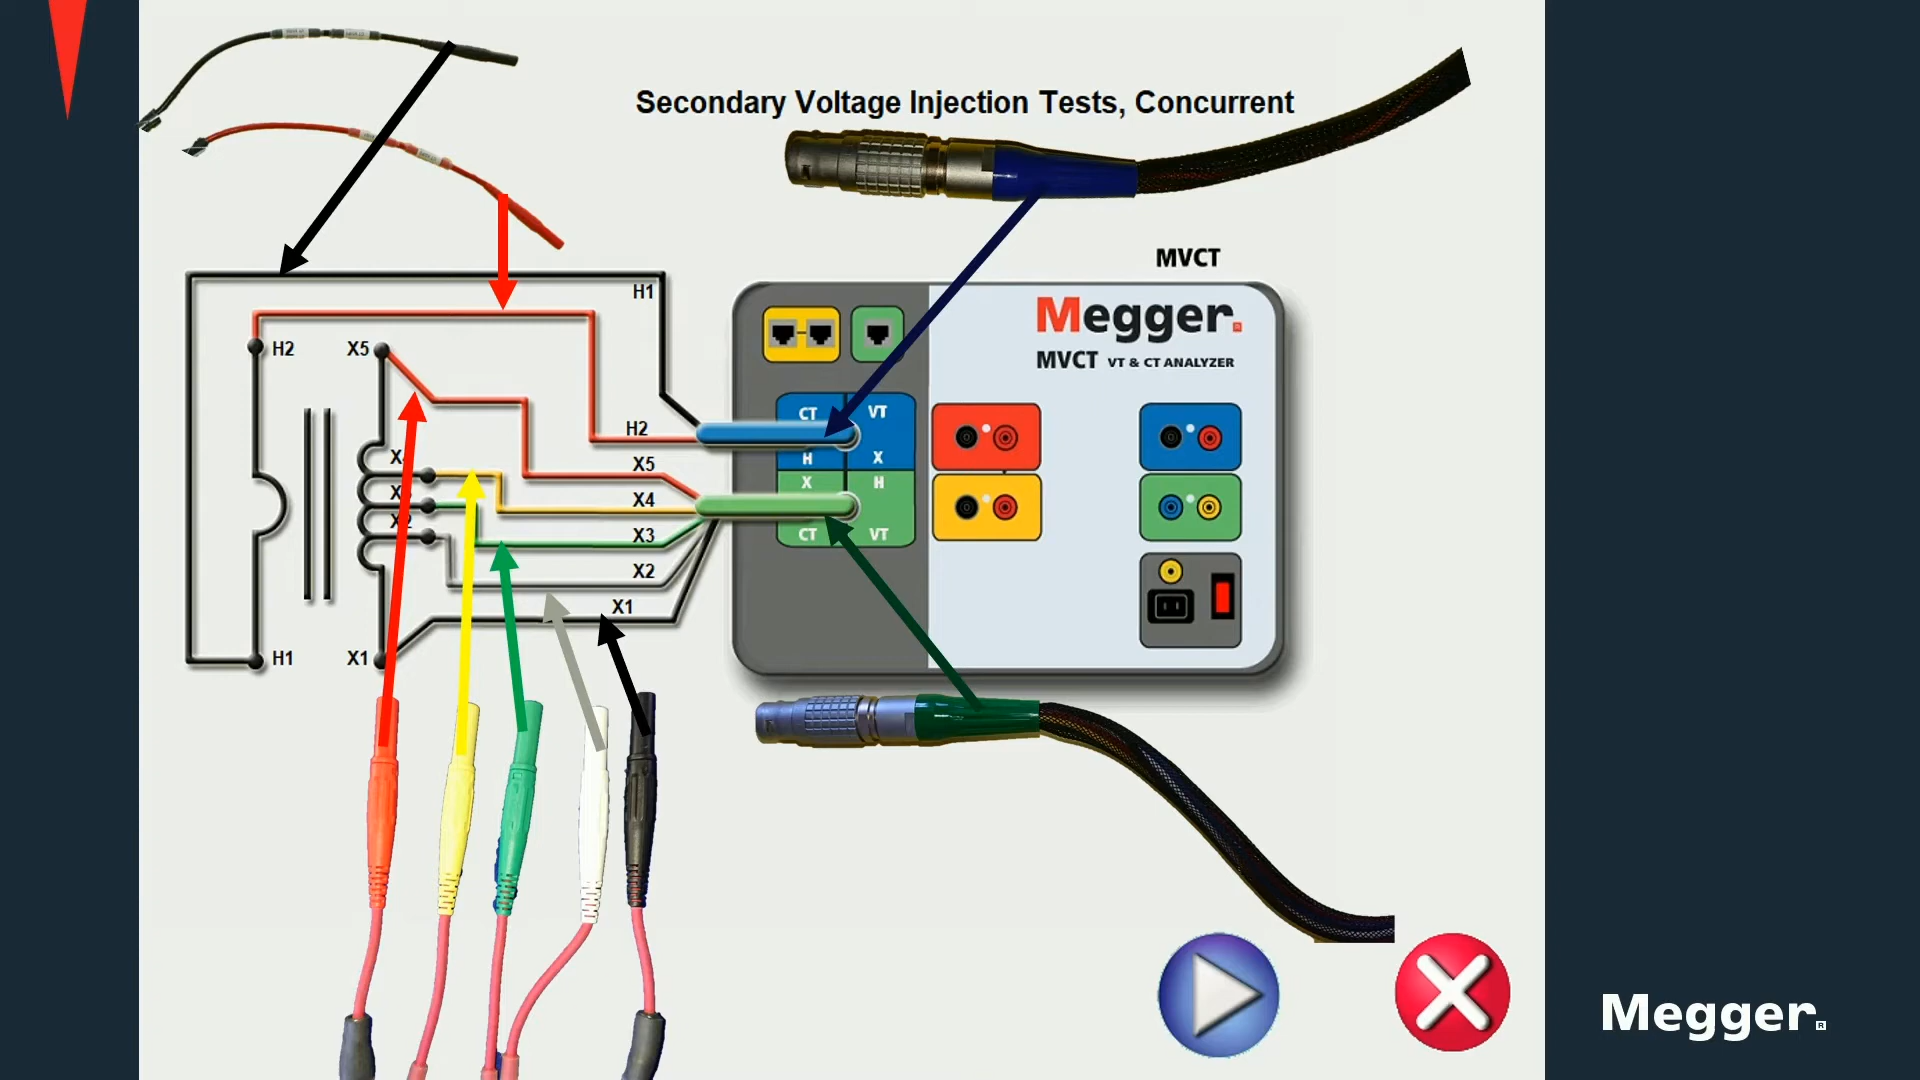 Secondary Voltage Injection Tests, Concurrent
MVCT
H1
Megger.
MVCT VT & CT ANALYZER
H2
X5
CT VT
H2
H X
X5
X H
X4
X3
CT VT
X2
X2
X1
H1
X1
Megger.